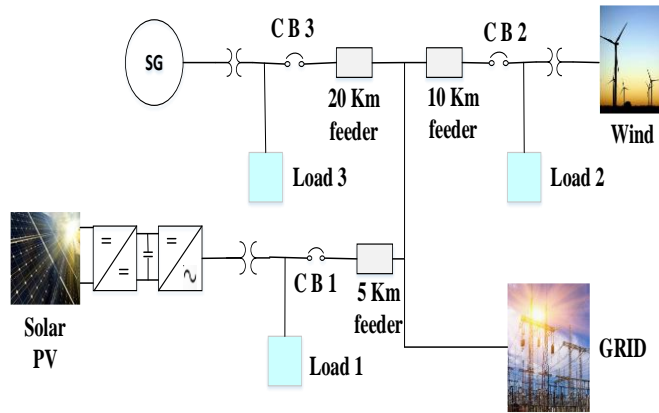 C B 3
C B 2
SG
20 Km
feeder
10 Km
feeder
Wind
Load 3
Load 2
C B 1
5 Km
feeder
Solar
PV
Load 1
GRID